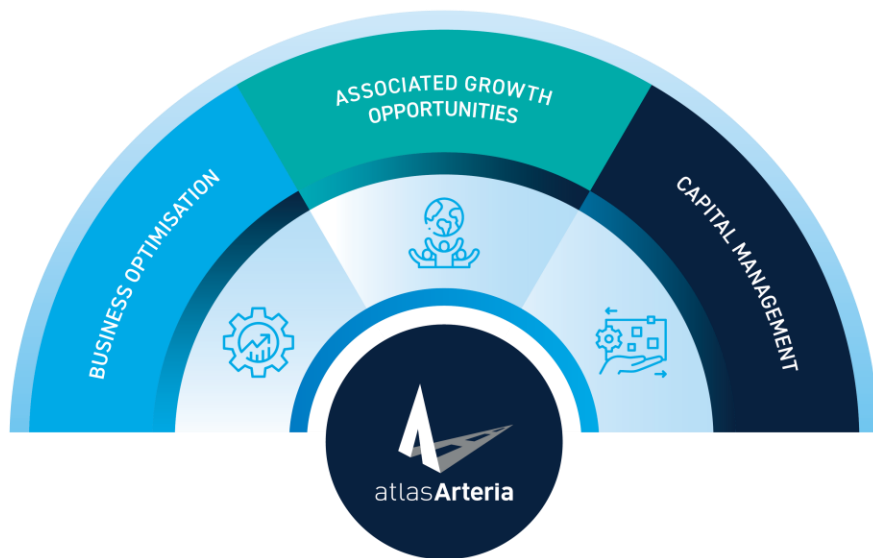 BUSINESS OPTIMISATION
ASSOCIATED GROWTH
OPPORTUNITIES
CAPITAL MANAGEMENT
atlasArteria